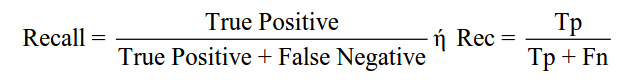 Recall = True Positive / True Positive + False Negative ή Rec = Tp / Tp + Fn